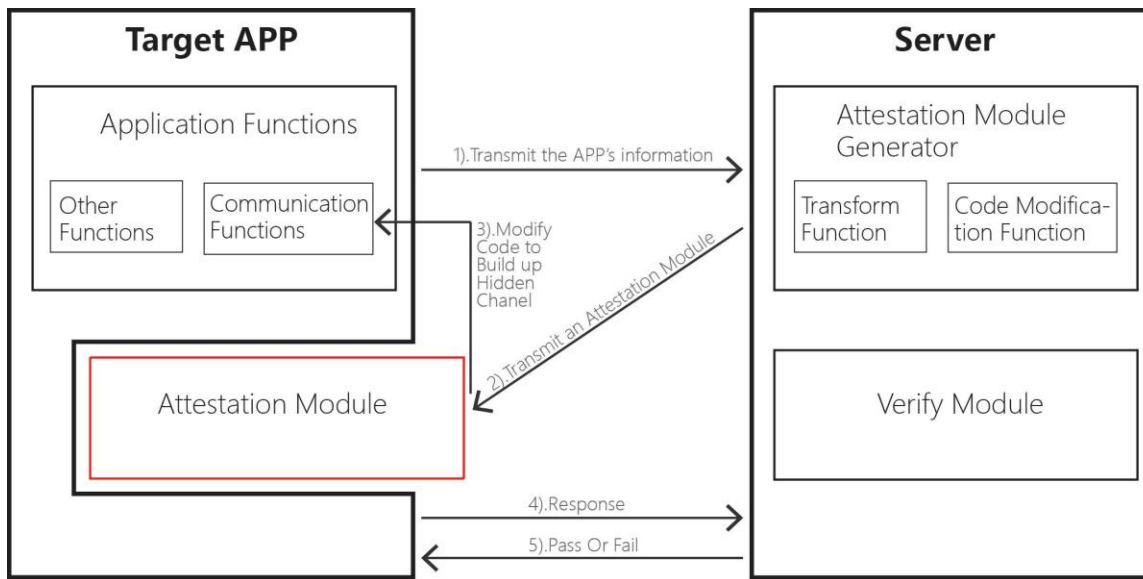 Target APP
Application Functions
Other
Functions
Communication
Functions
Attestation Module
1).Transmit the APP's information
3).Modify
Code to
Build up
Hidden
Chanel
2).Transmit an Attestation Module
4).Response
5).Pass Or Fail
Server
Attestation Module
Generator
Transform
Function
Code Modifica-
tion Function
Verify Module